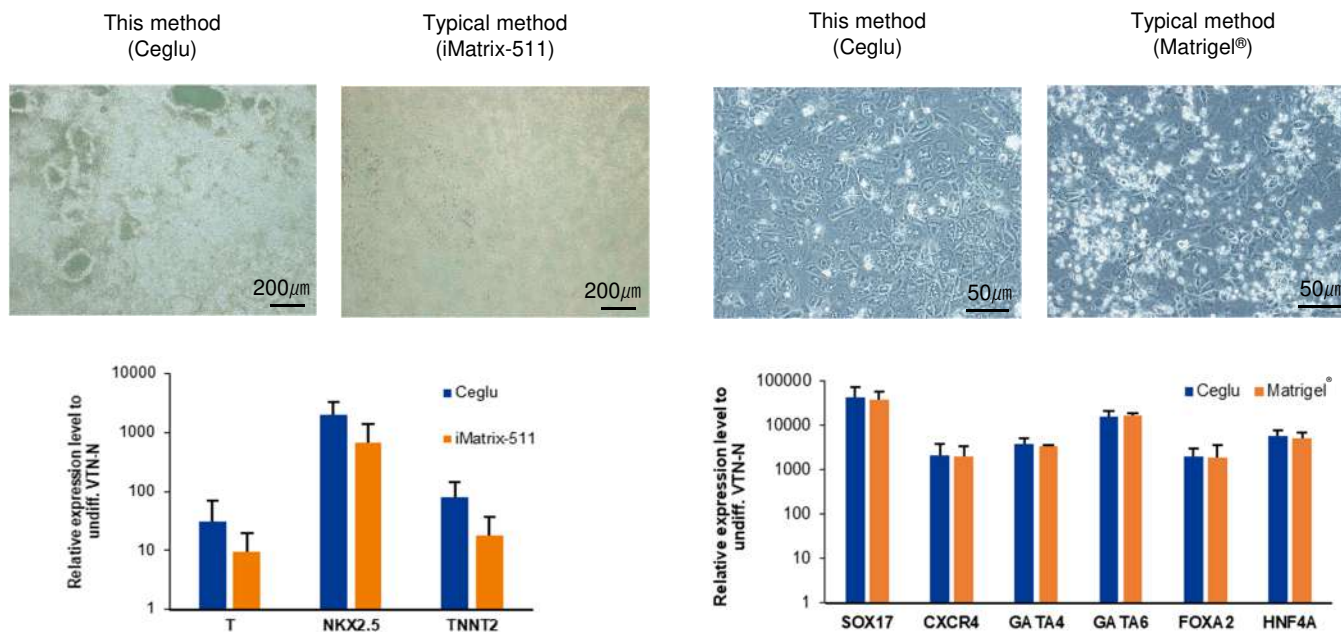 This method
(Ceglu)
Typical method
(iMatrix-511)
This method
(Ceglu)
Typical method
(Matrigel®)
200μm
200μm
50μm
50μm
Relative expression level to
undiff. VTN-N
10000
1000
100
10
1
Ceglu
iMatrix-511
T
NKX2.5
TNNT2
Relative expression level to
undiff. VTN-N
100000
10000
1000
100
10
1
Ceglu
Matrigel®
SOX17
CXCR4
GATA4
GATA6
FOXA2
HNF4A